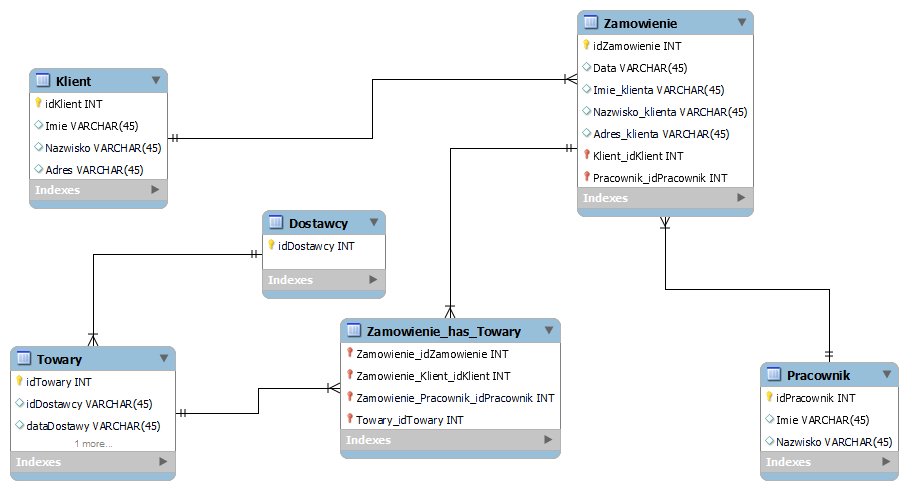 Zamowienie
idZamowienie INT
Data VARCHAR(45)
Imie_klienta VARCHAR(45)
Nazwisko_klienta VARCHAR(45)
Adres_klienta VARCHAR(45)
Klient_idKlient INT
Pracownik_idPracownik INT
Indexes
Klient
idKlient INT
Imie VARCHAR(45)
Nazwisko VARCHAR(45)
Adres VARCHAR(45)
Indexes
Dostawcy
idDostawcy INT
Indexes
Zamowienie_has_Towary
Zamowienie_idZamowienie INT
Zamowienie_Klient_idKlient INT
Zamowienie_Pracownik_idPracownik INT
Towary_idTowary INT
Indexes
Towary
idTowary INT
idDostawcy VARCHAR(45)
dataDostawy VARCHAR(45)
1 more...
Indexes
Pracownik
idPracownik INT
Imie VARCHAR(45)
Nazwisko VARCHAR(45)
Indexes